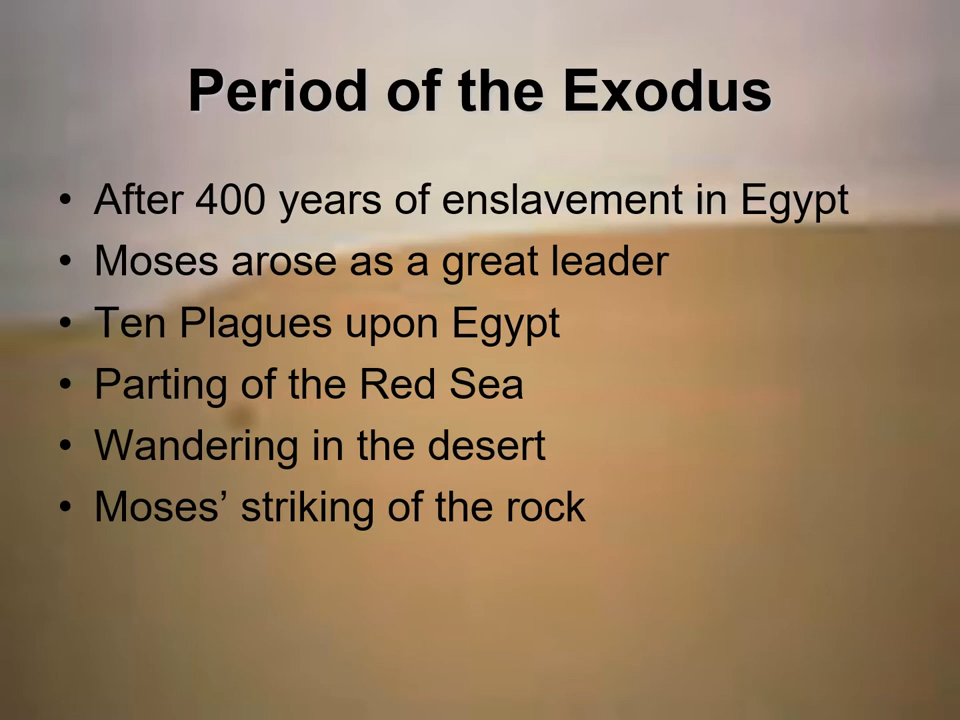 Period of the Exodus
• After 400 years of enslavement in Egypt
• Moses arose as a great leader
• Ten Plagues upon Egypt
• Parting of the Red Sea
• Wandering in the desert
• Moses’ striking of the rock